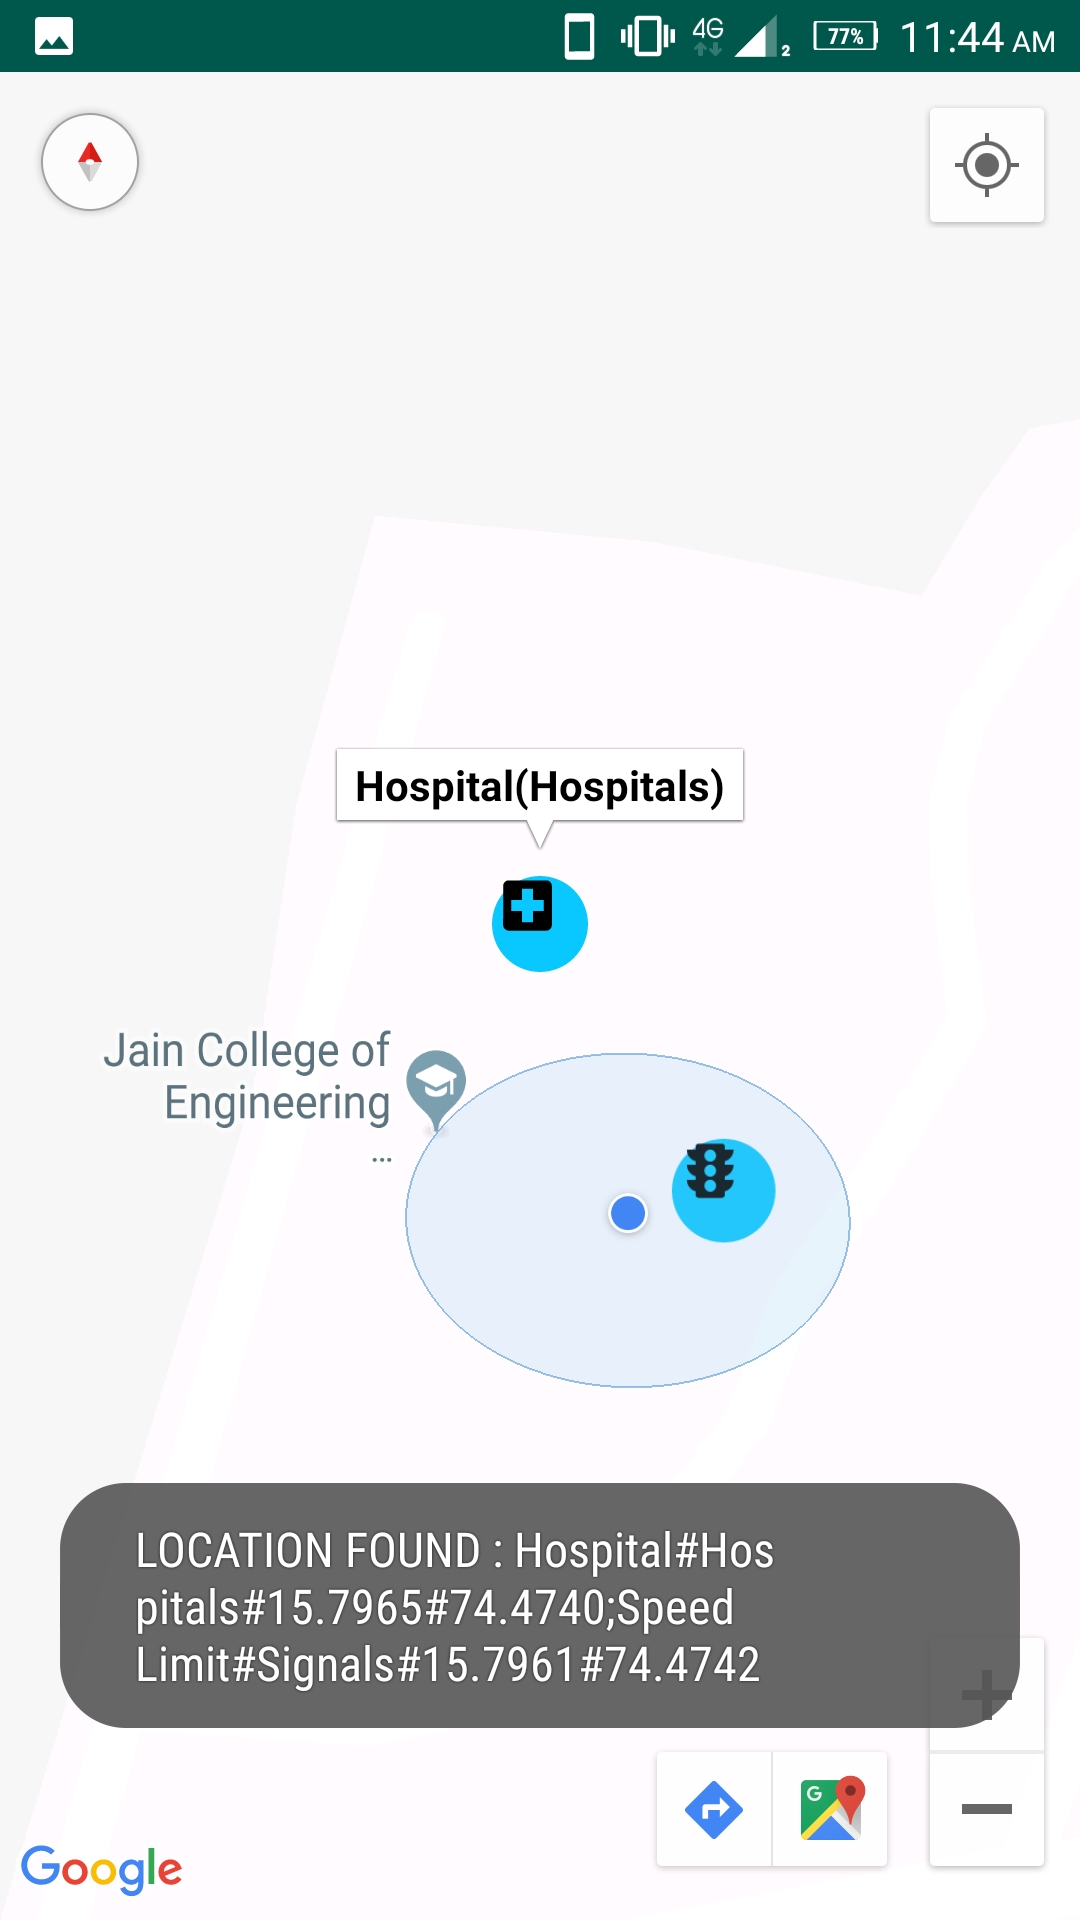 4G
2
77%
11:44 AM
Hospital(Hospitals)
Jain College of
Engineering
...
LOCATION FOUND : Hospital#Hos
pitals#15.7965#74.4740;Speed
Limit#Signals#15.7961#74.4742
G
Google